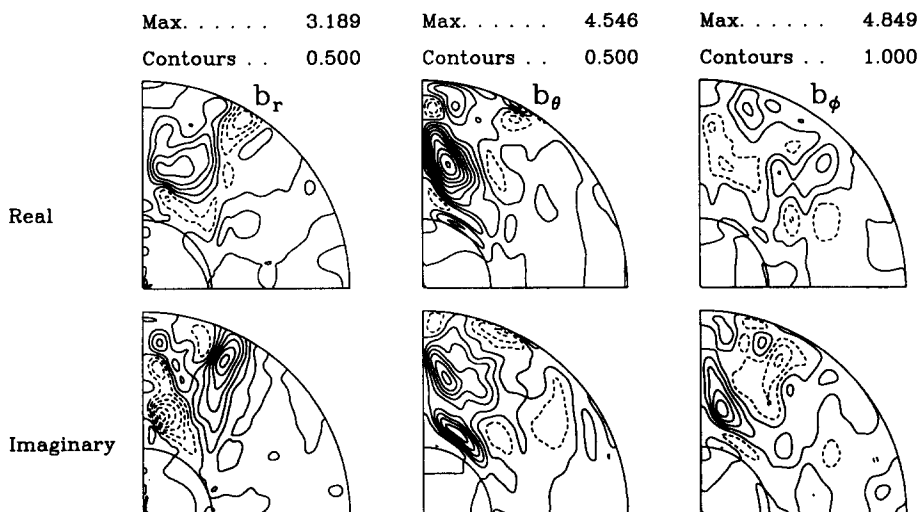 Max. . . . . . 3.189 Max. . . . . . 4.546 Max. . . . . . 4.849
Contours . . 0.500 Contours . . 0.500 Contours . . 1.000
b_r b_θ b_ϕ
Real
Imaginary